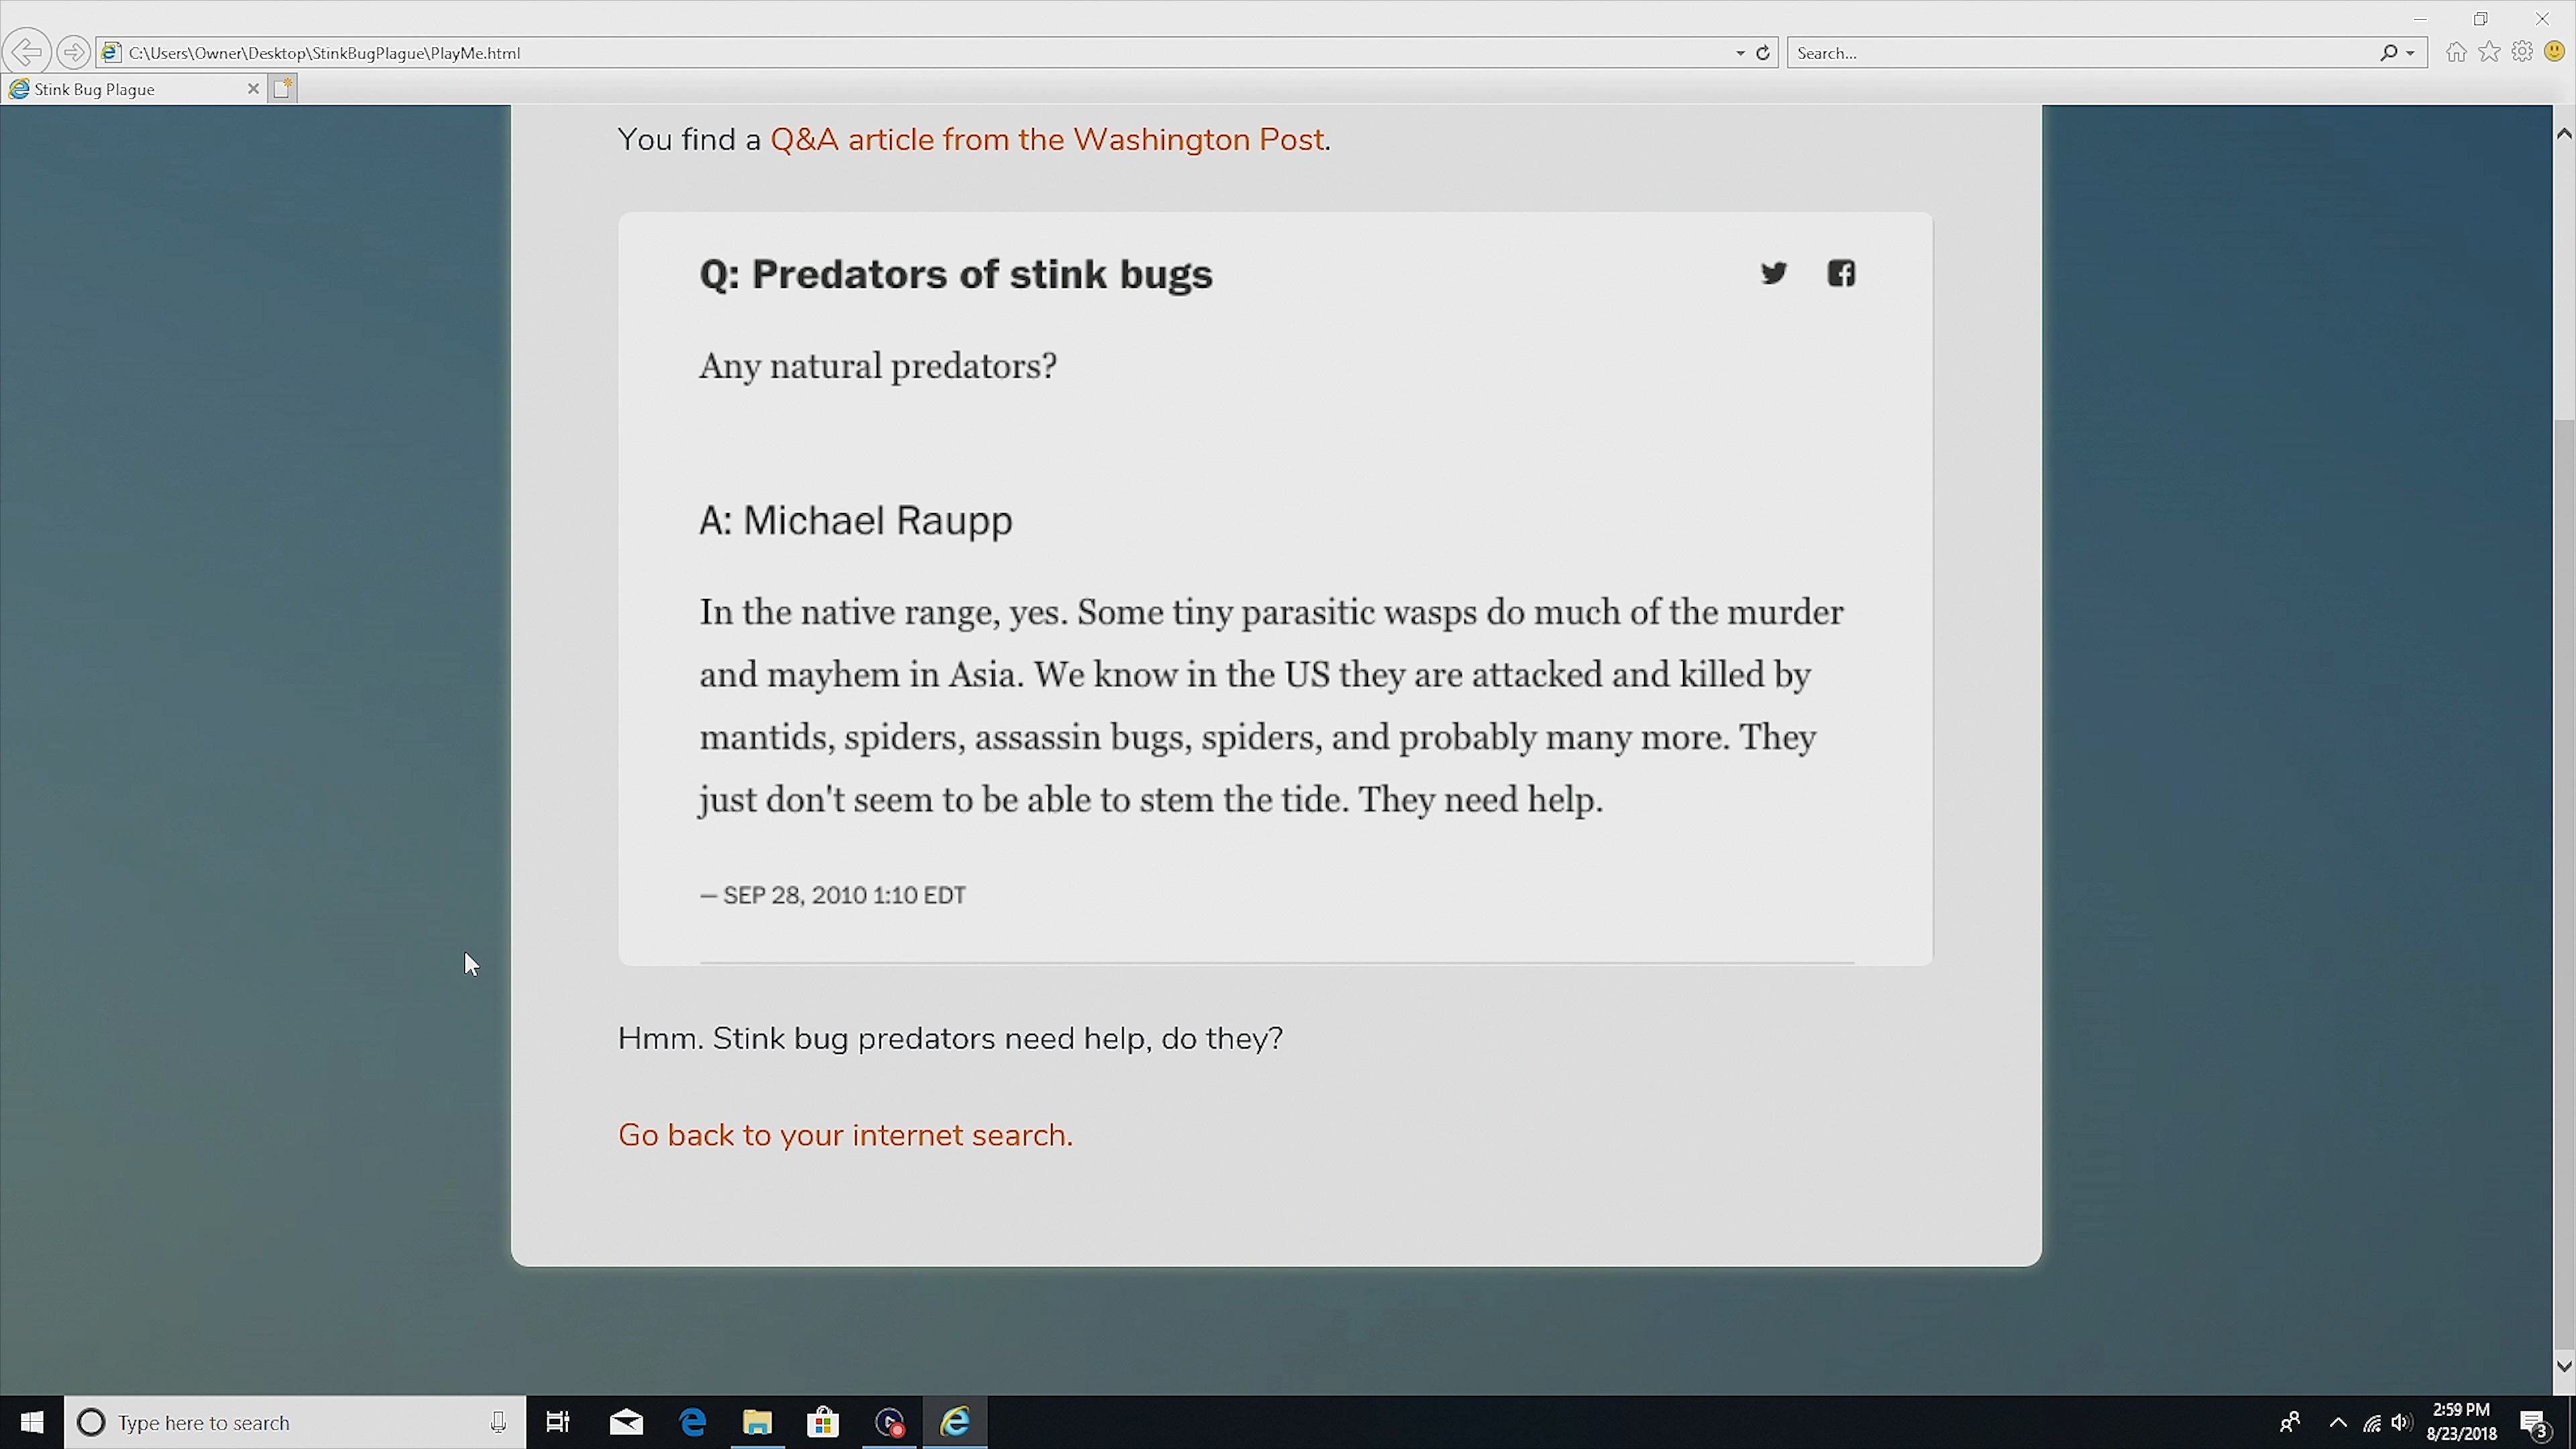 C:\Users\Owner\Desktop\StinkBugPlague\PlayMe.html
Search...
Stink Bug Plague
You find a Q&A article from the Washington Post.
Q: Predators of stink bugs
Any natural predators?
A: Michael Raupp
In the native range, yes. Some tiny parasitic wasps do much of the murder
and mayhem in Asia. We know in the US they are attacked and killed by
mantids, spiders, assassin bugs, spiders, and probably many more. They
just don't seem to be able to stem the tide. They need help.
– SEP 28, 2010 1:10 EDT
Hmm. Stink bug predators need help, do they?
Go back to your internet search.
Type here to search
2:59 PM
8/23/2018
3